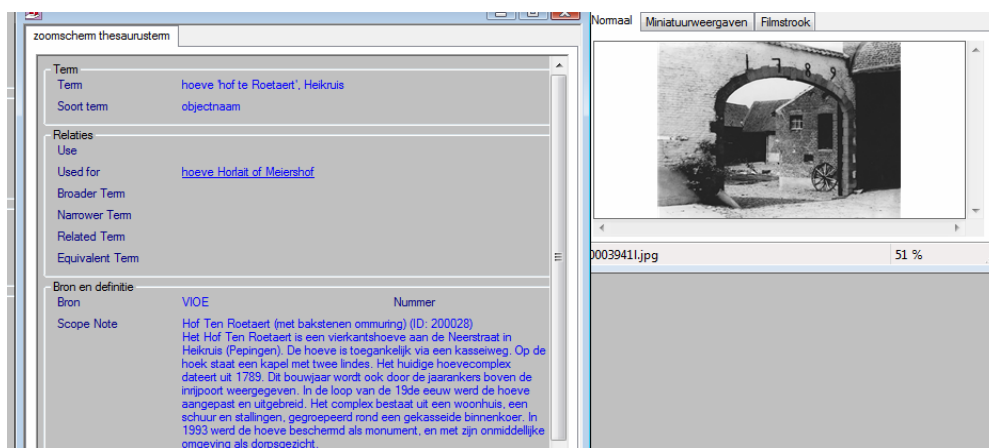 zoomscherm thesaurusterm
Term
Term hoeve 'hof te Roetaert', Heikruis
Soort term objectnaam
Relaties
Use
Used for hoeve Horlait of Meiershof
Broader Term
Narrower Term
Related Term
Equivalent Term
Bron en definitie
Bron VIOE Nummer
Scope Note Hof Ten Roetaert (met bakstenen ommuring) (ID: 200028)
Het Hof Ten Roetaert is een vierkantshoeve aan de Neerstraat in
Heikruis (Pepingen). De hoeve is toegankelijk via een kasseiweg. Op de
hoek staat een kapel met twee lindes. Het huidige hoevecomplex
dateert uit 1789. Dit bouwjaar wordt ook door de jaarankers boven de
inrijpoort weergegeven. In de loop van de 19de eeuw werd de hoeve
aangepast en uitgebreid. Het complex bestaat uit een woonhuis, een
schuur en stallingen, gegroepeerd rond een gekasseide binnenkoer. In
1993 werd de hoeve beschermd als monument, en met zijn onmiddellijke
omgeving als dorpsgezicht.
Normaal Miniatuurweergaven Filmstrook
1 7 8 9
0003941l.jpg 51 %